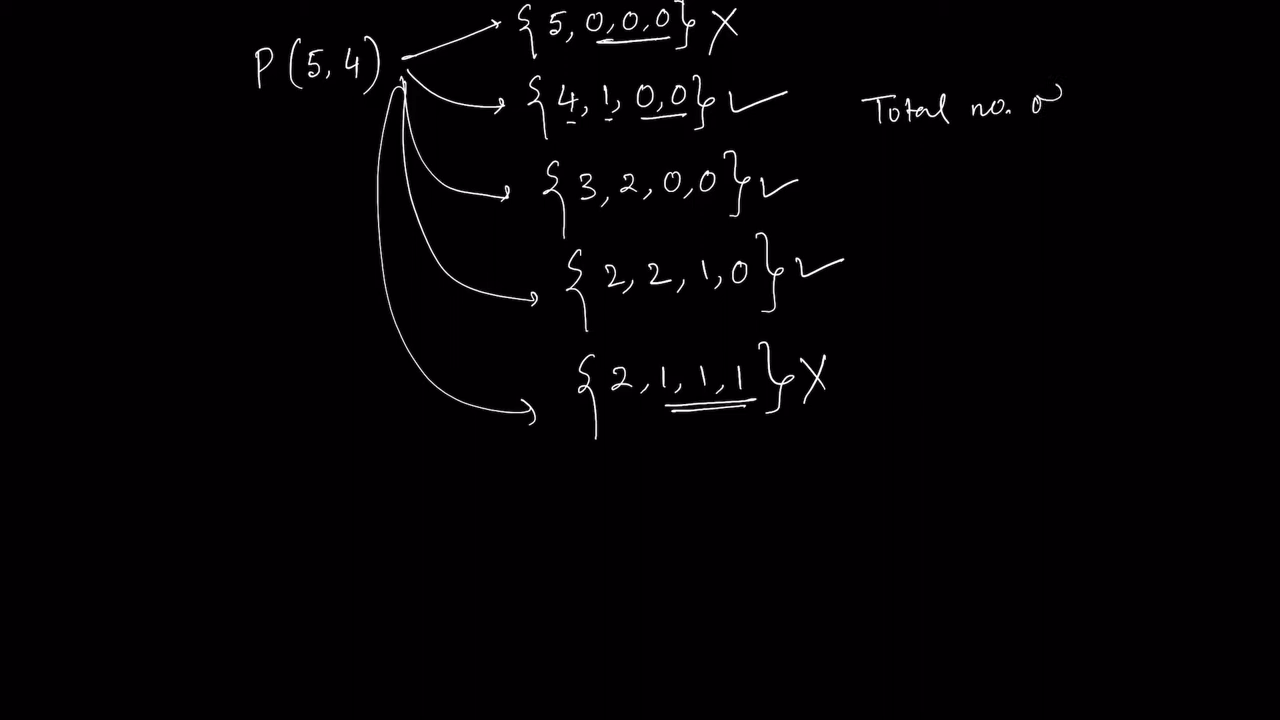 {5, 0, 0, 0} X
P(5, 4)
{4, 1, 0, 0} ✓
Total no. o
{3, 2, 0, 0} ✓
{2, 2, 1, 0} ✓
{2, 1, 1, 1} X